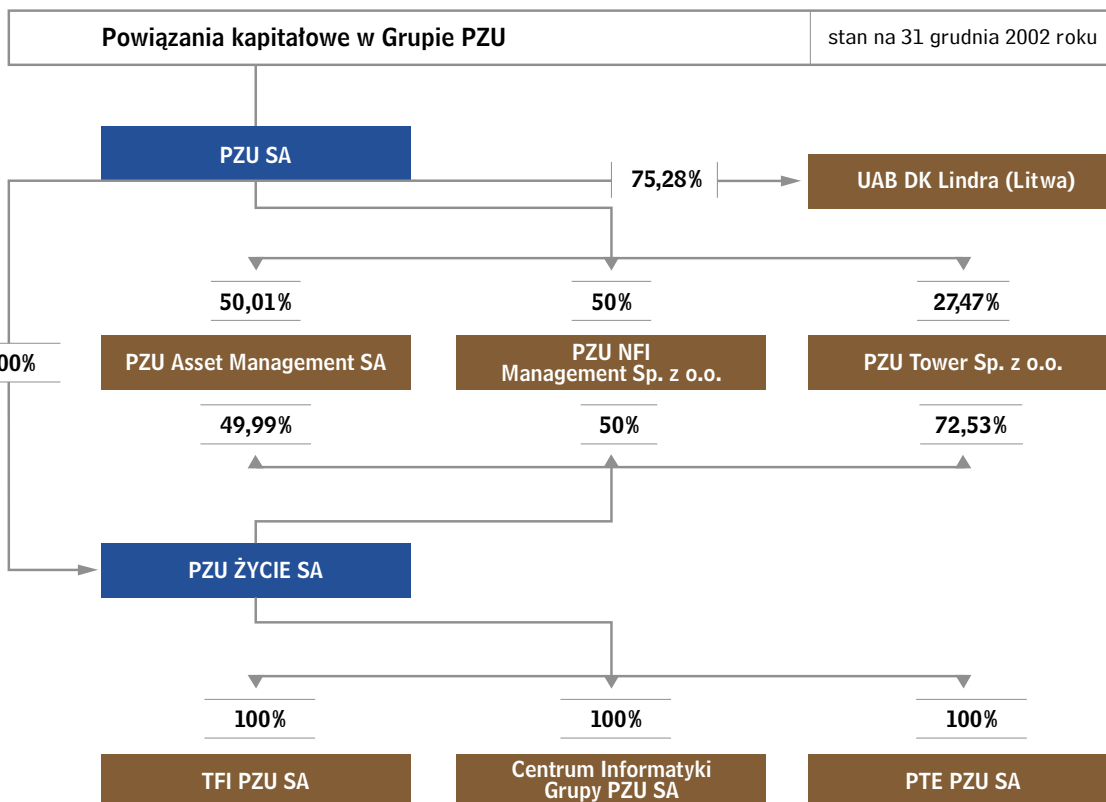 Powiązania kapitałowe w Grupie PZU
stan na 31 grudnia 2002 roku
PZU SA
75,28%
UAB DK Lindra (Litwa)
50,01%
50%
27,47%
00%
PZU Asset Management SA
PZU NFI
Management Sp. z o.o.
PZU Tower Sp. z o.o.
49,99%
50%
72,53%
PZU ŻYCIE SA
100%
100%
100%
TFI PZU SA
Centrum Informatyki
Grupy PZU SA
PTE PZU SA